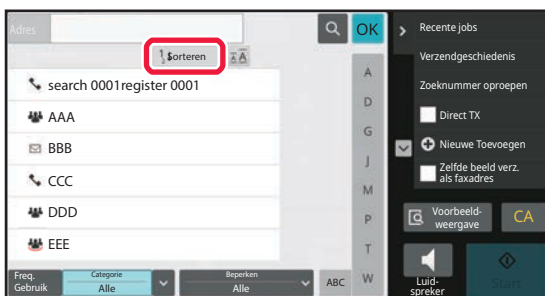 Adres
OK
Sorteren
search 0001register 0001
AAA
BBB
CCC
DDD
EEE
A
D
G
J
M
P
T
W
Freq.
Gebruik
Categorie
Alle
Beperken
Alle
ABC
Recente jobs
Verzendgeschiedenis
Zoeknummer oproepen
Direct TX
Nieuwe Toevoegen
Zelfde beeld verz.
als faxadres
Voorbeeld-
weergave
CA
Luid-
spreker
Start